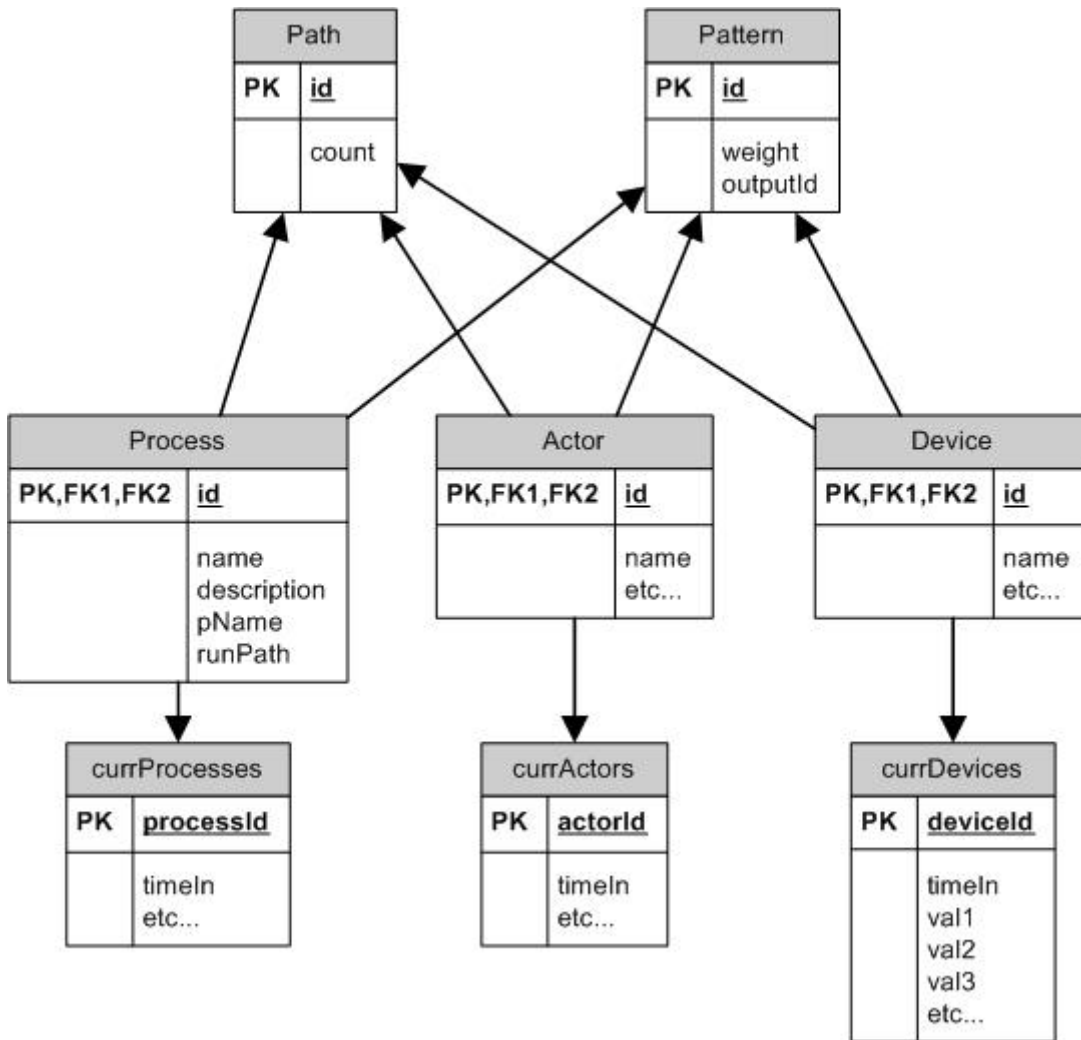 Path
PK id
count
Pattern
PK id
weight
outputId
Process
PK,FK1,FK2 id
name
description
pName
runPath
Actor
PK,FK1,FK2 id
name
etc...
Device
PK,FK1,FK2 id
name
etc...
currProcesses
PK processId
timeIn
etc...
currActors
PK actorId
timeIn
etc...
currDevices
PK deviceId
timeIn
val1
val2
val3
etc...